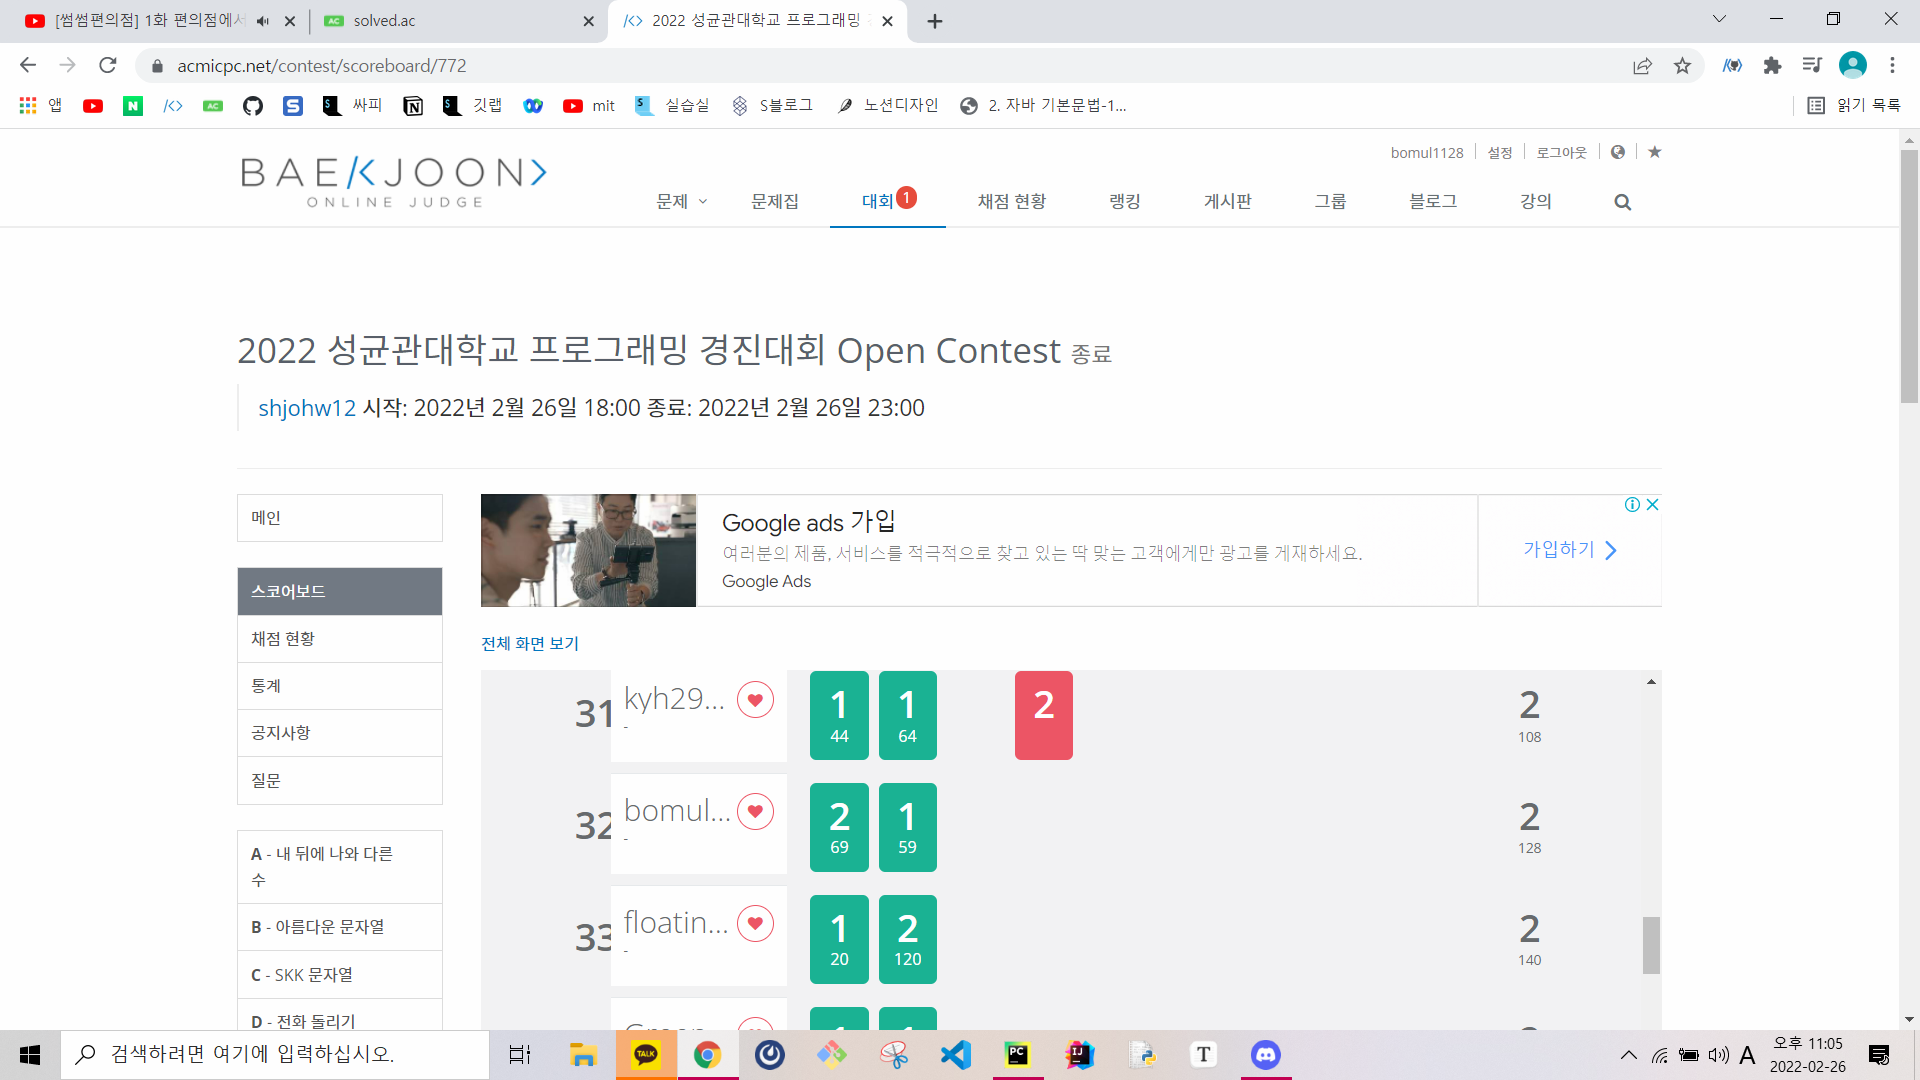 [썸썸편의점] 1화 편의점에서
solved.ac
2022 성균관대학교 프로그래밍 경
acmicpc.net/contest/scoreboard/772
앱
싸피
깃랩
mit
실습실
S블로그
노션디자인
2. 자바 기본문법-1...
읽기 목록
BAEKJOON
ONLINE JUDGE
bomul1128
설정
로그아웃
문제
문제집
대회 1
채점 현황
랭킹
게시판
그룹
블로그
강의
2022 성균관대학교 프로그래밍 경진대회 Open Contest 종료
shjohw12 시작: 2022년 2월 26일 18:00 종료: 2022년 2월 26일 23:00
메인
스코어보드
채점 현황
통계
공지사항
질문
A - 내 뒤에 나와 다른
수
B - 아름다운 문자열
C - SKK 문자열
D - 전화 돌리기
Google ads 가입
여러분의 제품, 서비스를 적극적으로 찾고 있는 딱 맞는 고객에게만 광고를 게재하세요.
Google Ads
가입하기
전체 화면 보기
31 kyh29... 1 1 2 2
- 44 64 108
32 bomul... 2 1 2
- 69 59 128
33 floatin... 1 2 2
- 20 120 140
검색하려면 여기에 입력하십시오.
TALK
PC
IJ
T
A
오후 11:05
2022-02-26